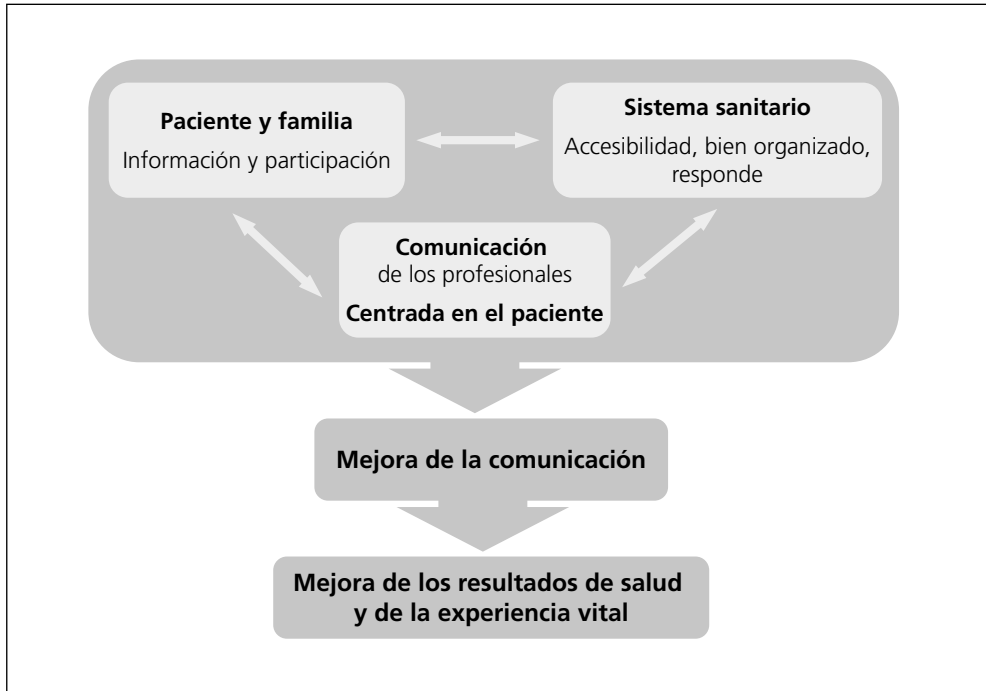 Paciente y familia
Información y participación
Sistema sanitario
Accesibilidad, bien organizado,
responde
Comunicación
de los profesionales
Centrada en el paciente
Mejora de la comunicación
Mejora de los resultados de salud
y de la experiencia vital